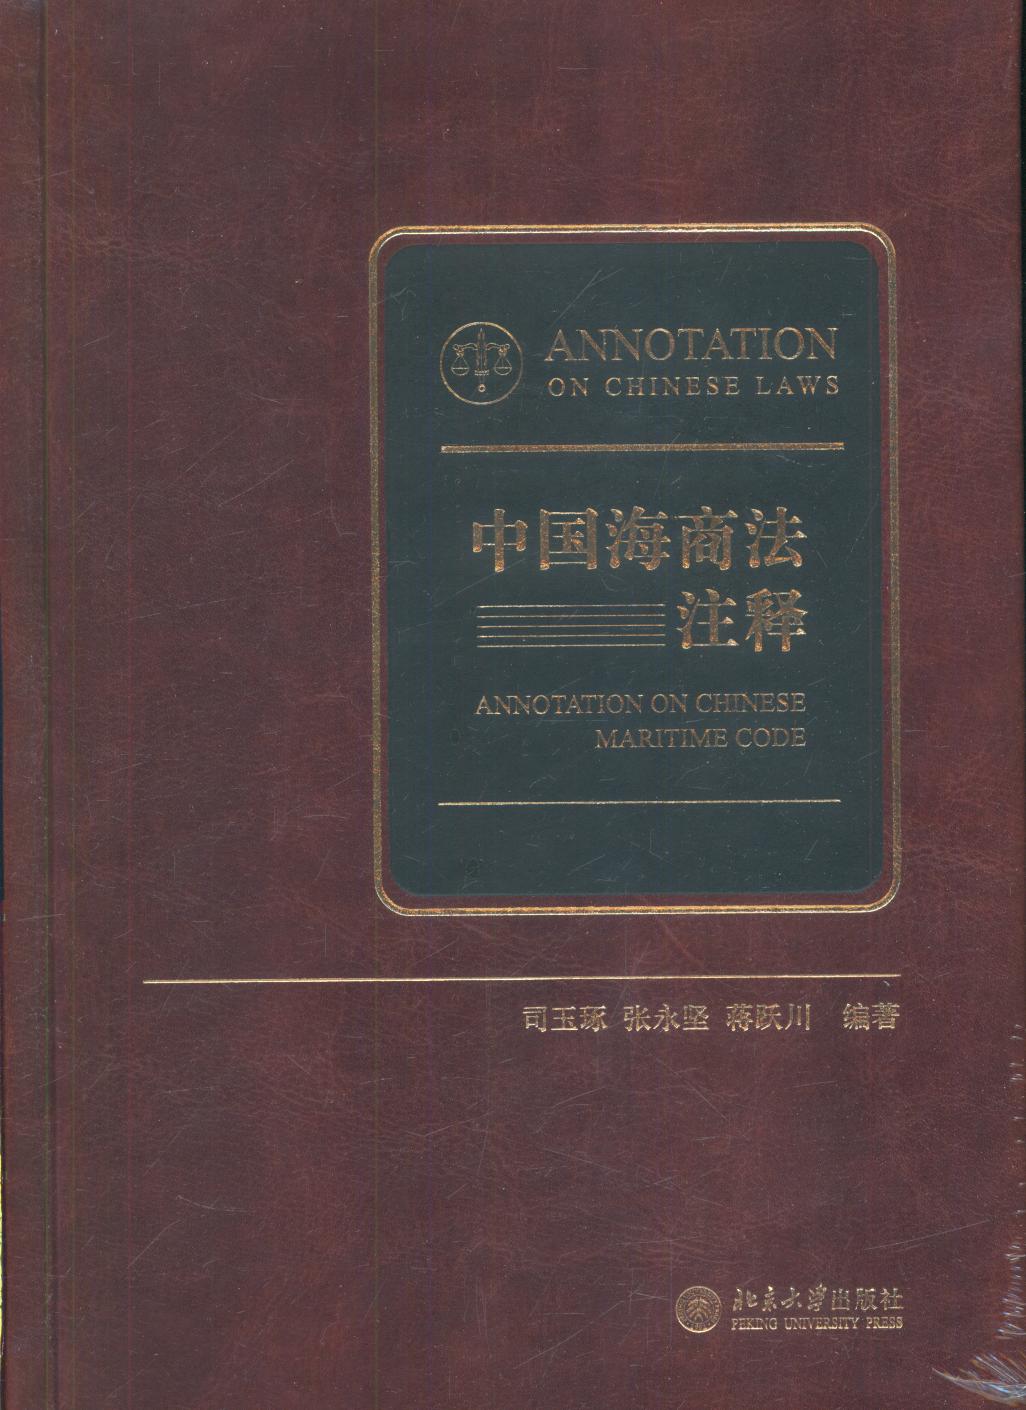 ANNOTATION
ON CHINESE LAWS
中国海商法
注释
ANNOTATION ON CHINESE
MARITIME CODE
司玉琢 张永坚 蒋跃川 编著
北京大学出版社
PEKING UNIVERSITY PRESS